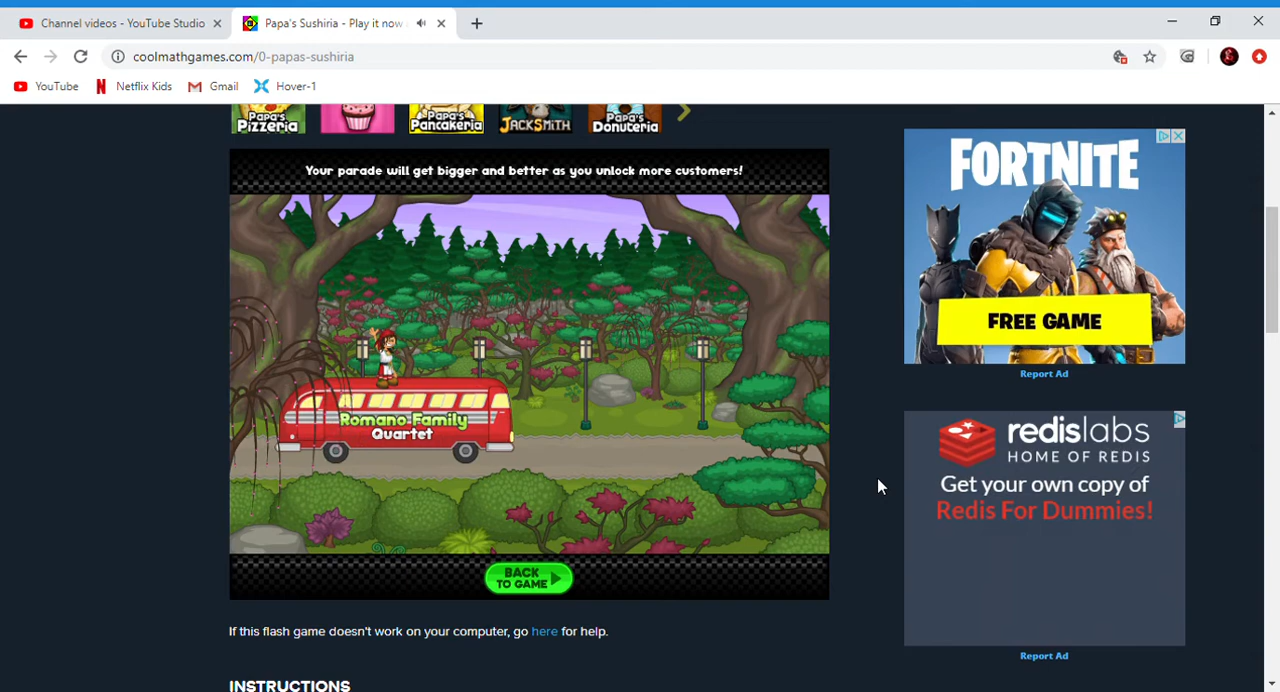 Channel videos - YouTube Studio
Papa's Sushiria - Play it now
coolmathgames.com/0-papas-sushiria
YouTube
Netflix Kids
Gmail
Hover-1
Papa's Pizzeria
Papa's Pancakeria
JackSmith
Papa's Donuteria
Your parade will get bigger and better as you unlock more customers!
Romano Family
Quartet
BACK
TO GAME
If this flash game doesn't work on your computer, go here for help.
INSTRUCTIONS
FORTNITE
FREE GAME
Report Ad
redislabs
HOME OF REDIS
Get your own copy of
Redis For Dummies!
Report Ad